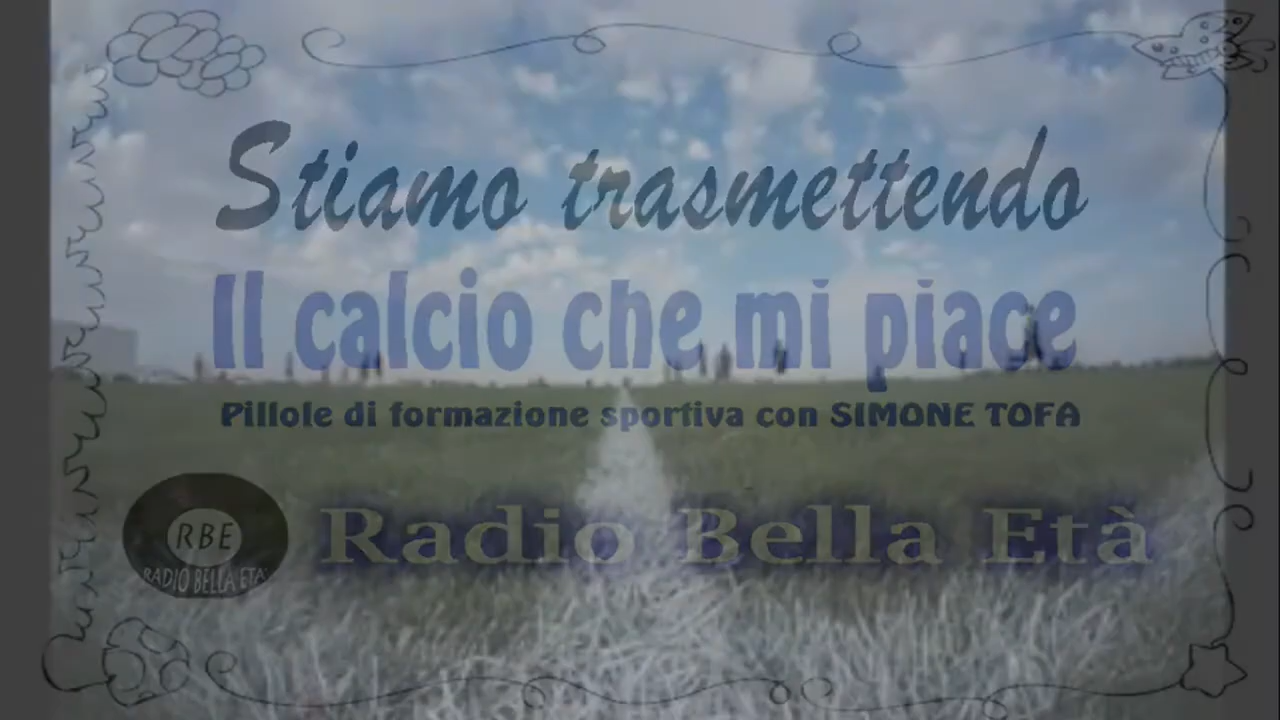 Stiamo trasmettendo
Il calcio che mi piace
Pillole di formazione sportiva con SIMONE TOFA
RBE
RADIO BELLA ETA'
Radio Bella Età